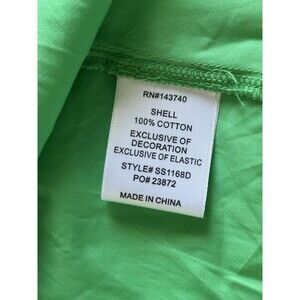 RN#143740
SHELL
100% COTTON
EXCLUSIVE OF
DECORATION
EXCLUSIVE OF ELASTIC
STYLE# SS1168D
PO# 23872
MADE IN CHINA